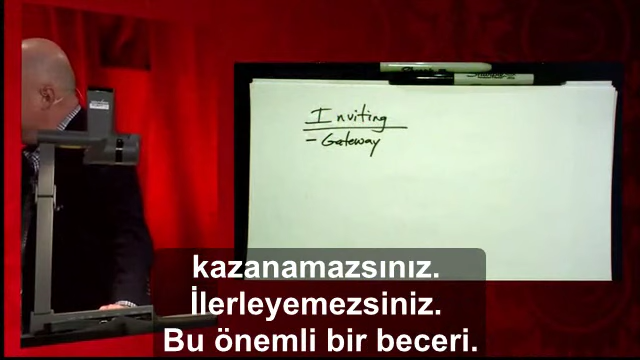 Inviting
- Gateway
kazanamazsınız.
İlerleyemezsiniz.
Bu önemli bir beceri.